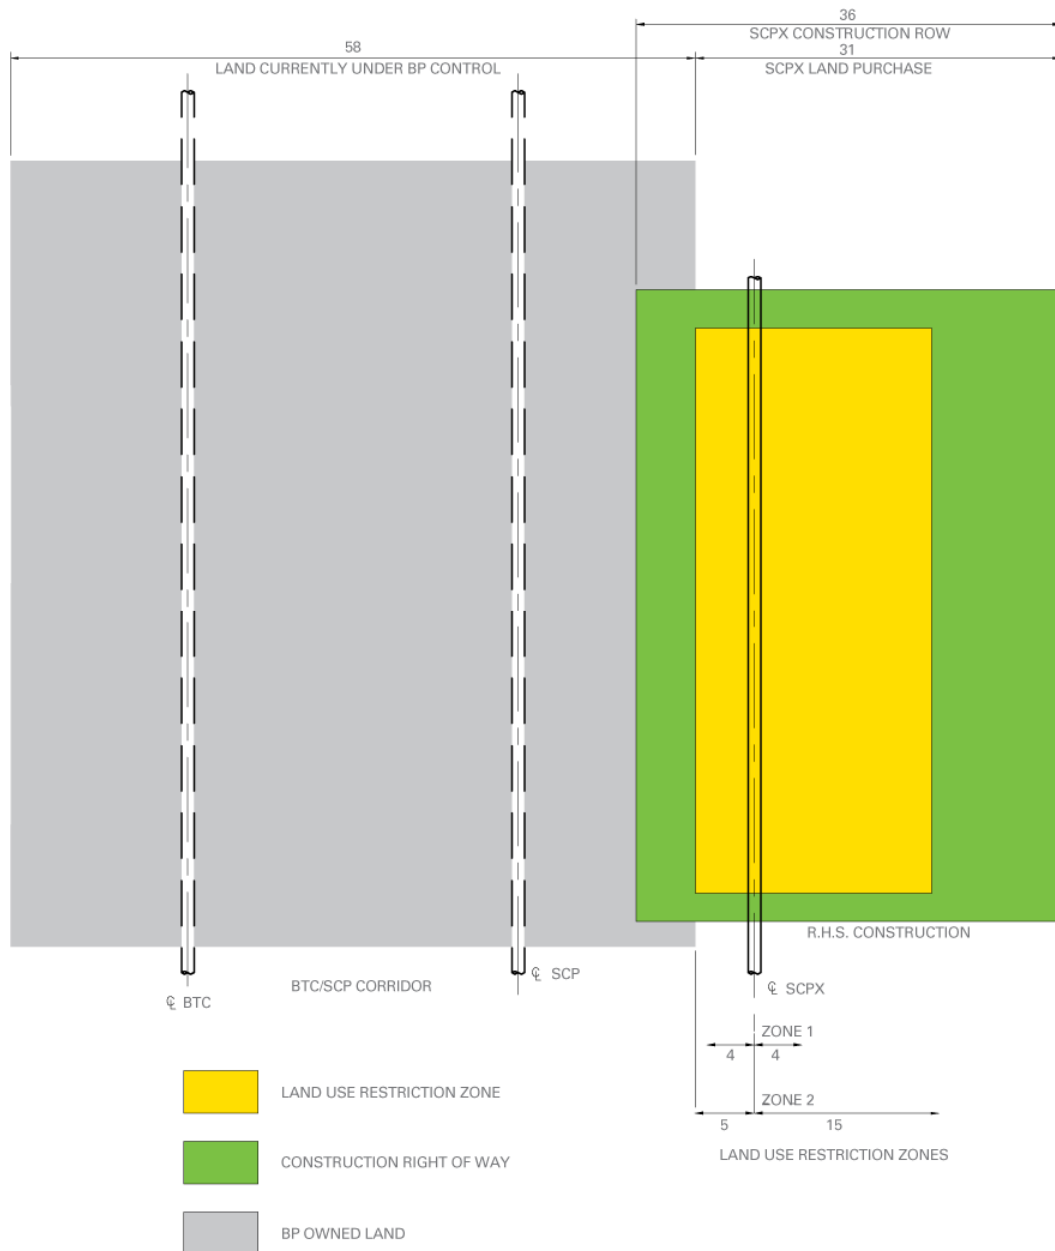 36
SCPX CONSTRUCTION ROW
58
LAND CURRENTLY UNDER BP CONTROL
31
SCPX LAND PURCHASE
R.H.S. CONSTRUCTION
℄ BTC
BTC/SCP CORRIDOR
℄ SCP
℄ SCPX
ZONE 1
4 4
ZONE 2
5 15
LAND USE RESTRICTION ZONES
LAND USE RESTRICTION ZONE
CONSTRUCTION RIGHT OF WAY
BP OWNED LAND